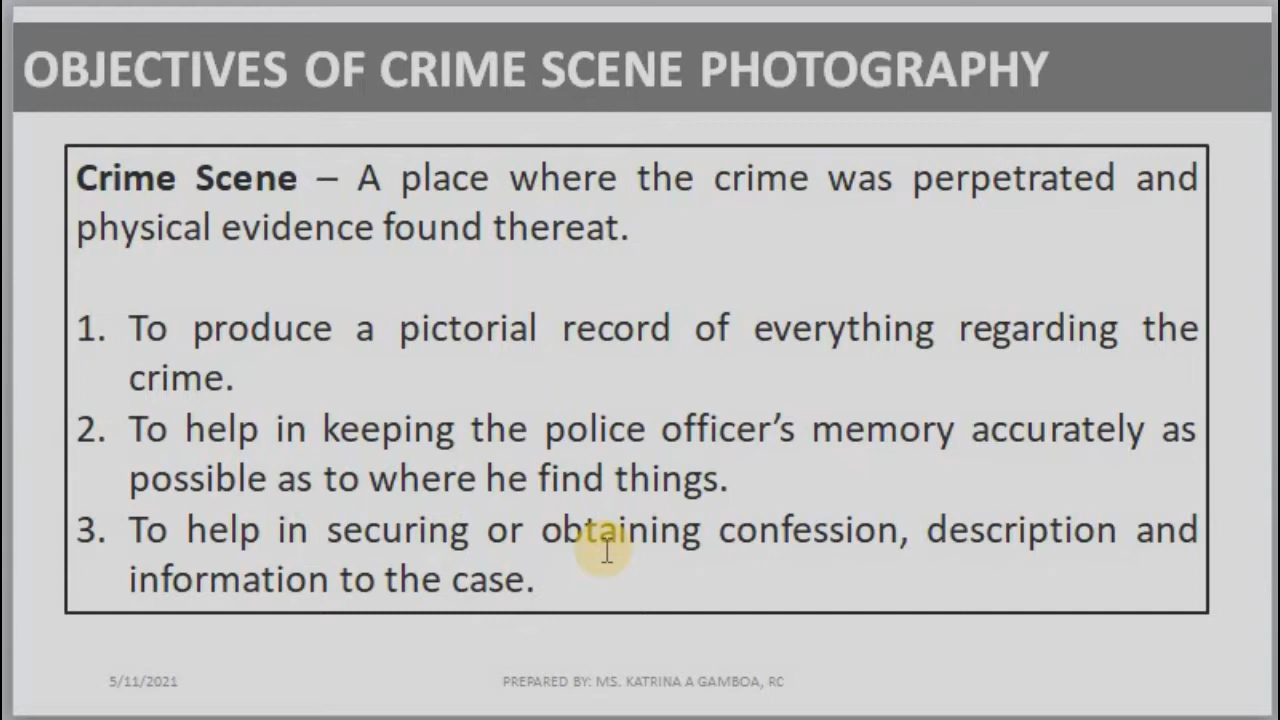 OBJECTIVES OF CRIME SCENE PHOTOGRAPHY
Crime Scene – A place where the crime was perpetrated and
physical evidence found thereat.
1. To produce a pictorial record of everything regarding the
crime.
2. To help in keeping the police officer’s memory accurately as
possible as to where he find things.
3. To help in securing or obtaining confession, description and
information to the case.
5/11/2021
PREPARED BY: MS. KATRINA A GAMBOA, RC